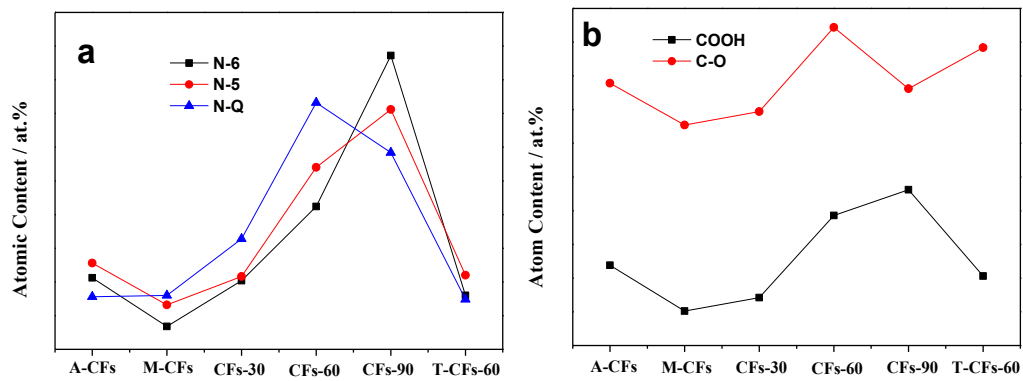 a
N-6
N-5
N-Q
Atomic Content / at.%
A-CFs M-CFs CFs-30 CFs-60 CFs-90 T-CFs-60
b
COOH
C-O
Atom Content / at.%
A-CFs M-CFs CFs-30 CFs-60 CFs-90 T-CFs-60